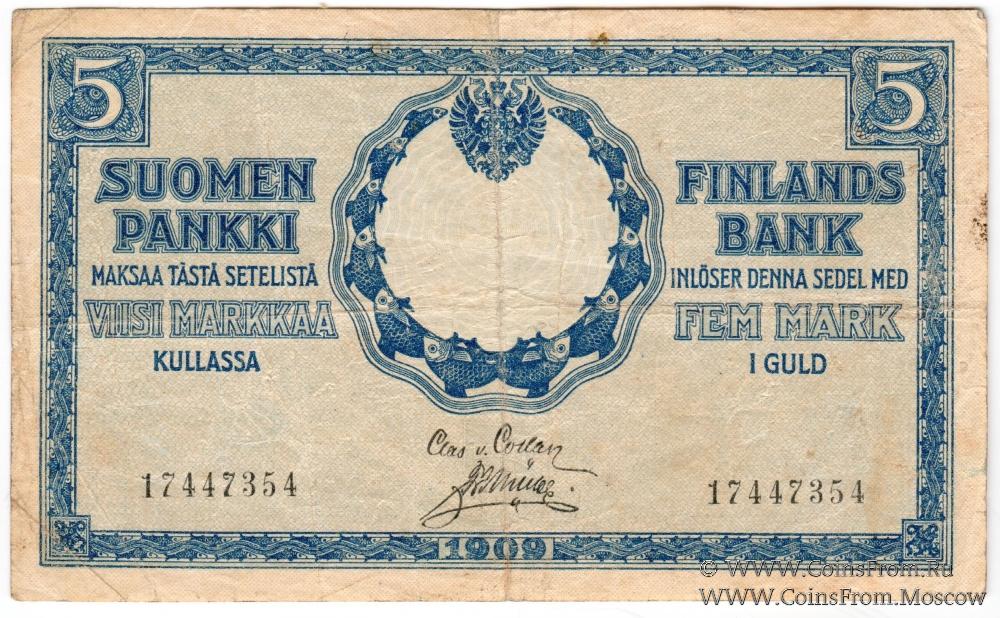 5
5
SUOMEN
PANKKI
MAKSAA TÄSTÄ SETELISTÄ
VIISI MARKKAA
KULLASSA
FINLANDS
BANK
INLÖSER DENNA SEDEL MED
FEM MARK
I GULD
Clas v. Collan
17447354
17447354
1909
© WWW.CoinsFrom.Ru
WWW.CoinsFrom.Moscow